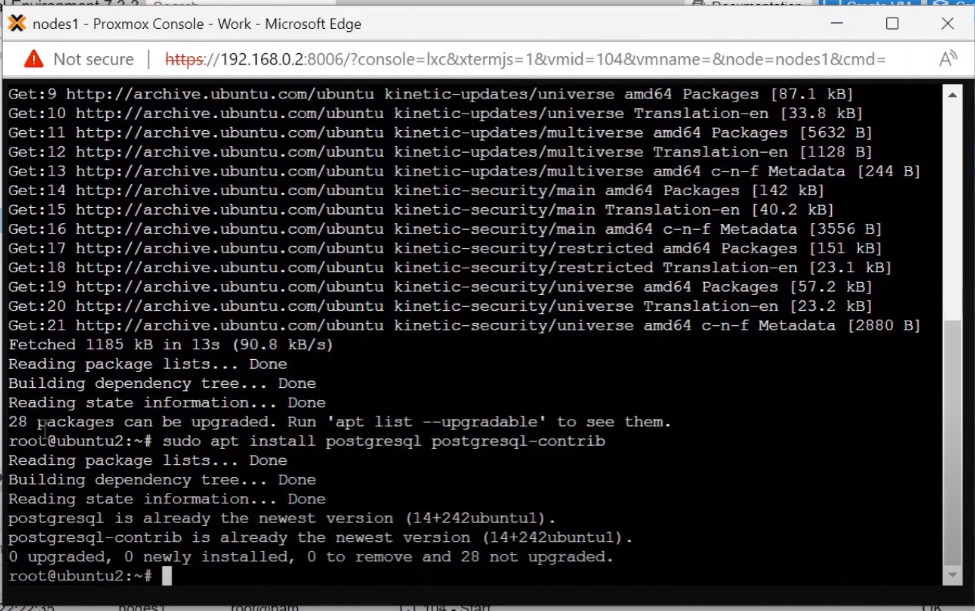 Search
Documentation
Create VM
nodes1 - Proxmox Console - Work - Microsoft Edge
Not secure | https://192.168.0.2:8006/?console=lxc&xtermjs=1&vmid=104&vmname=&node=nodes1&cmd=
Get:9 http://archive.ubuntu.com/ubuntu kinetic-updates/universe amd64 Packages [87.1 kB]
Get:10 http://archive.ubuntu.com/ubuntu kinetic-updates/universe Translation-en [33.8 kB]
Get:11 http://archive.ubuntu.com/ubuntu kinetic-updates/multiverse amd64 Packages [5632 B]
Get:12 http://archive.ubuntu.com/ubuntu kinetic-updates/multiverse Translation-en [1128 B]
Get:13 http://archive.ubuntu.com/ubuntu kinetic-updates/multiverse amd64 c-n-f Metadata [244 B]
Get:14 http://archive.ubuntu.com/ubuntu kinetic-security/main amd64 Packages [142 kB]
Get:15 http://archive.ubuntu.com/ubuntu kinetic-security/main Translation-en [40.2 kB]
Get:16 http://archive.ubuntu.com/ubuntu kinetic-security/main amd64 c-n-f Metadata [3556 B]
Get:17 http://archive.ubuntu.com/ubuntu kinetic-security/restricted amd64 Packages [151 kB]
Get:18 http://archive.ubuntu.com/ubuntu kinetic-security/restricted Translation-en [23.1 kB]
Get:19 http://archive.ubuntu.com/ubuntu kinetic-security/universe amd64 Packages [57.2 kB]
Get:20 http://archive.ubuntu.com/ubuntu kinetic-security/universe Translation-en [23.2 kB]
Get:21 http://archive.ubuntu.com/ubuntu kinetic-security/universe amd64 c-n-f Metadata [2880 B]
Fetched 1185 kB in 13s (90.8 kB/s)
Reading package lists... Done
Building dependency tree... Done
Reading state information... Done
28 packages can be upgraded. Run 'apt list --upgradable' to see them.
root@ubuntu2:~# sudo apt install postgresql postgresql-contrib
Reading package lists... Done
Building dependency tree... Done
Reading state information... Done
postgresql is already the newest version (14+242ubuntu1).
postgresql-contrib is already the newest version (14+242ubuntu1).
0 upgraded, 0 newly installed, 0 to remove and 28 not upgraded.
root@ubuntu2:~#
22:22:35 nodes1 root@pam CT 104 - Start OK